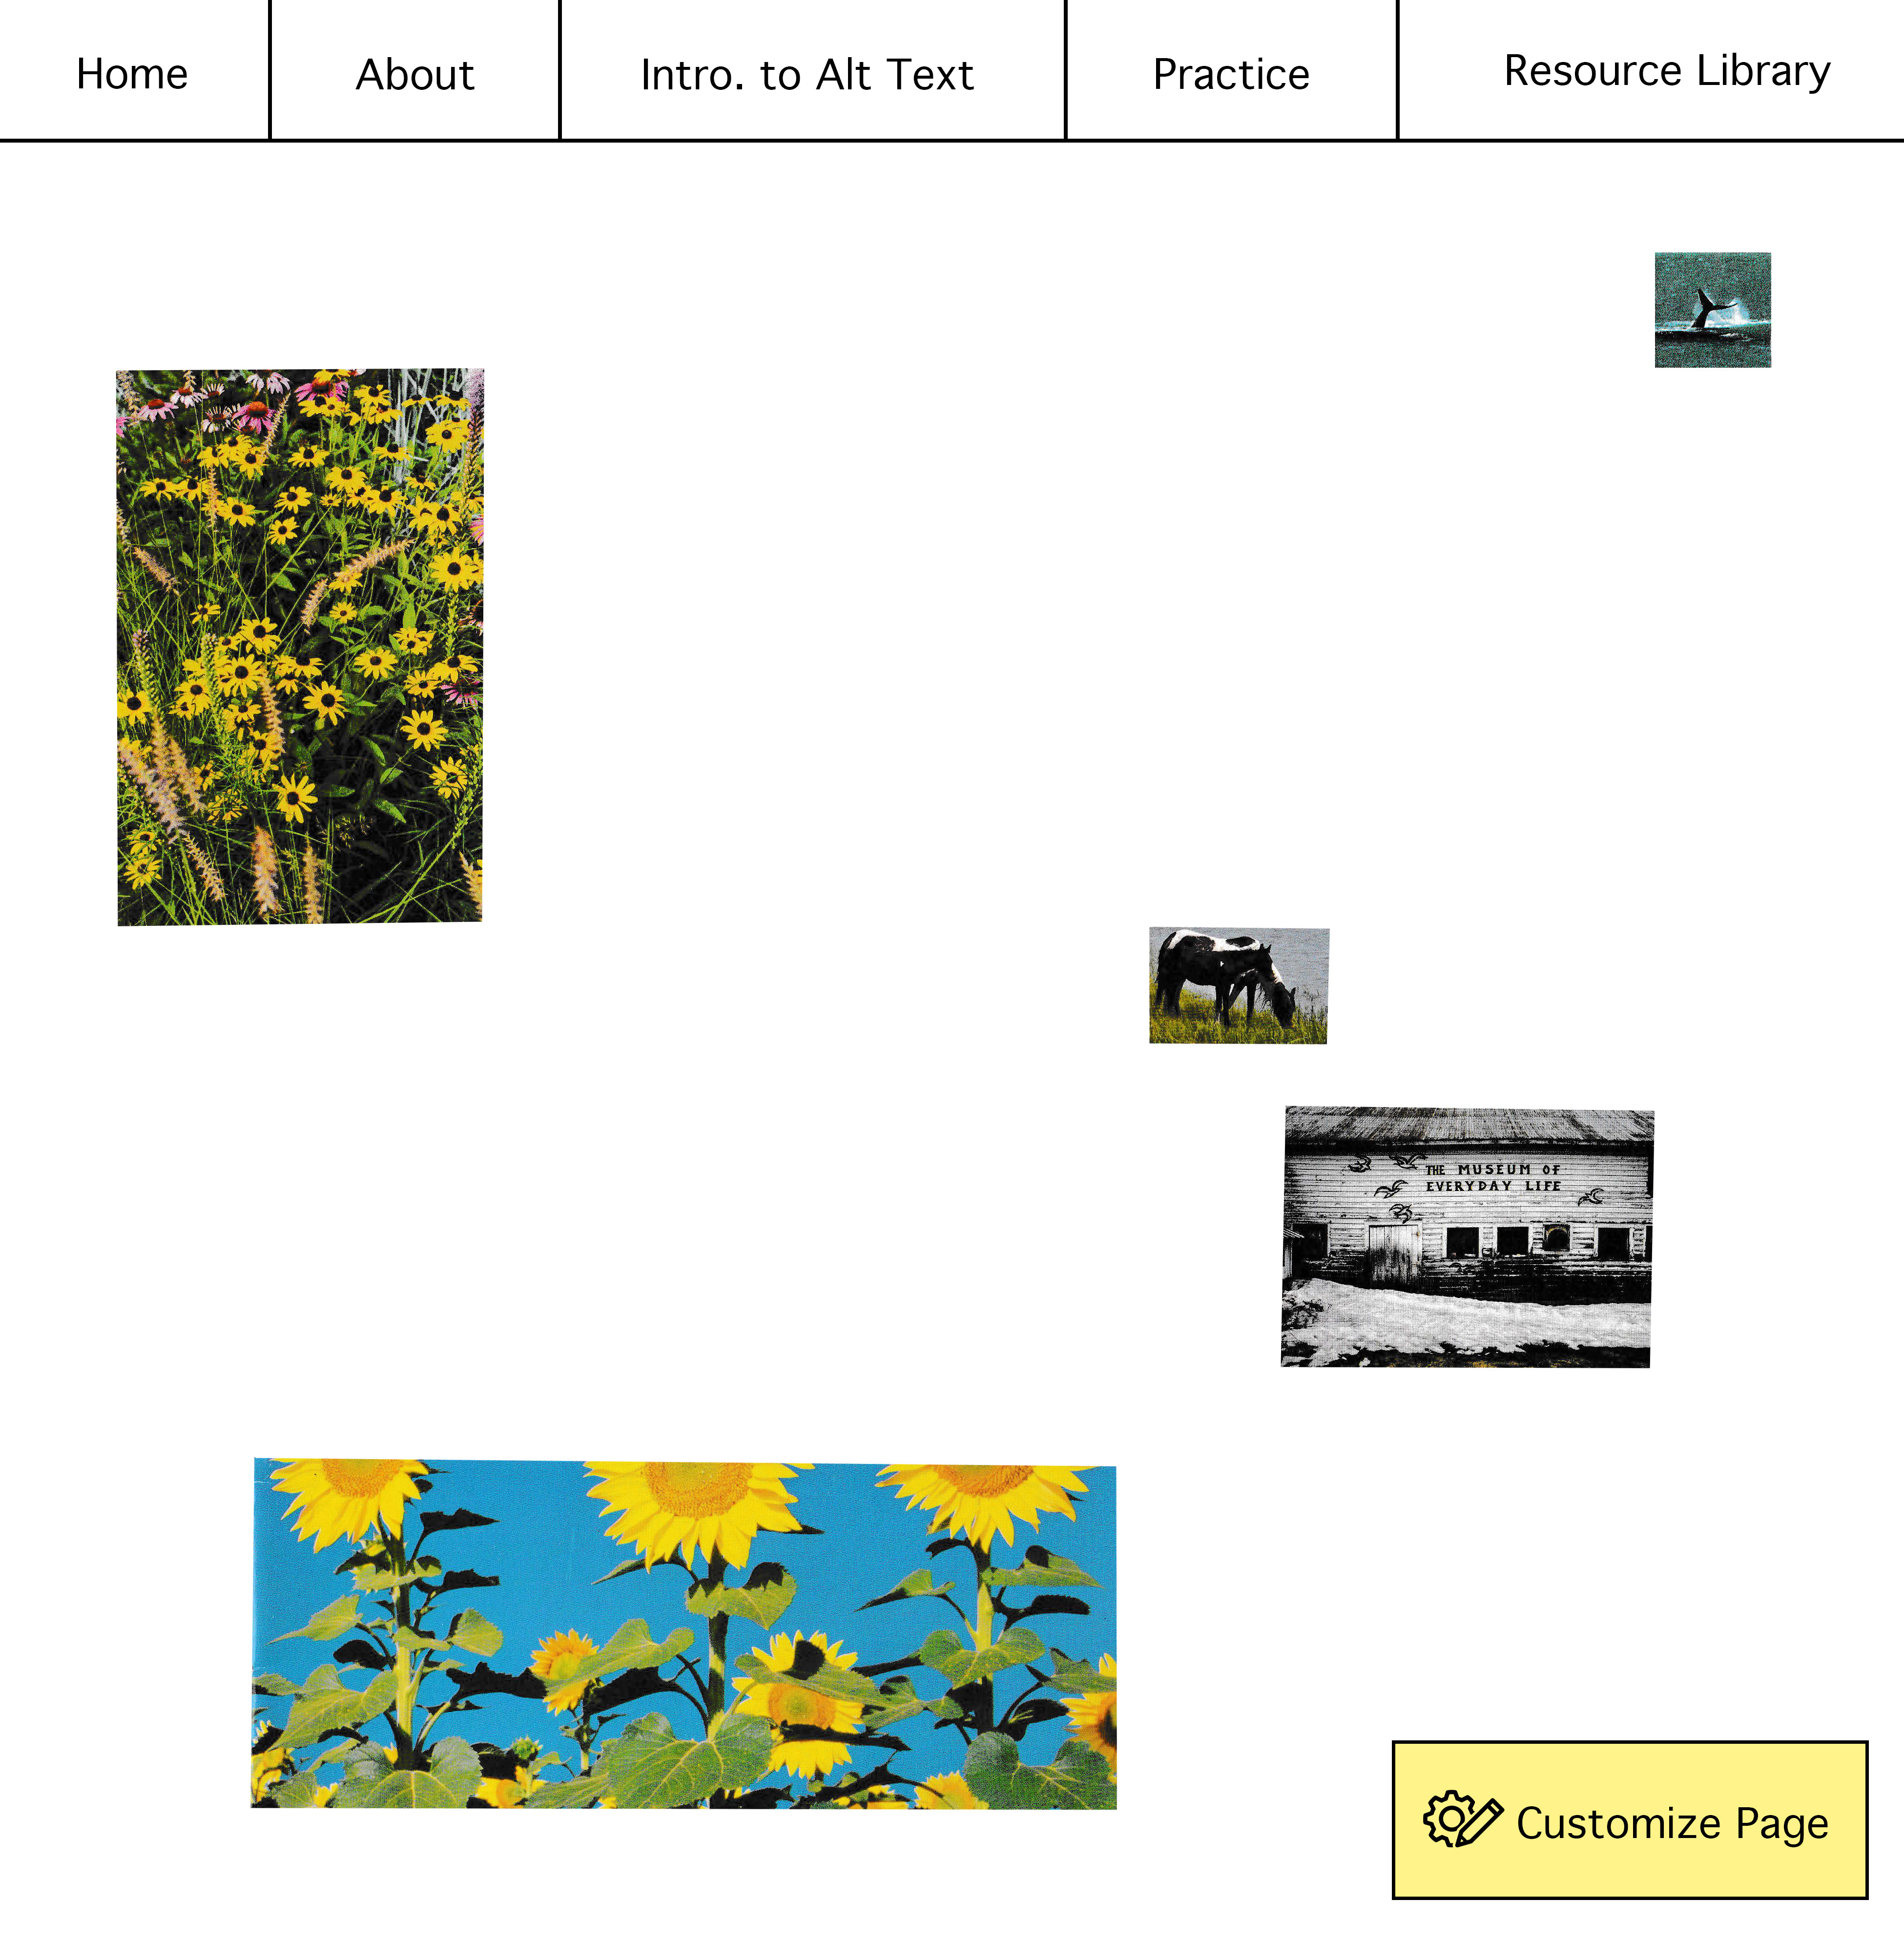 Home
About
Intro. to Alt Text
Practice
Resource Library
THE MUSEUM OF
EVERYDAY LIFE
Customize Page